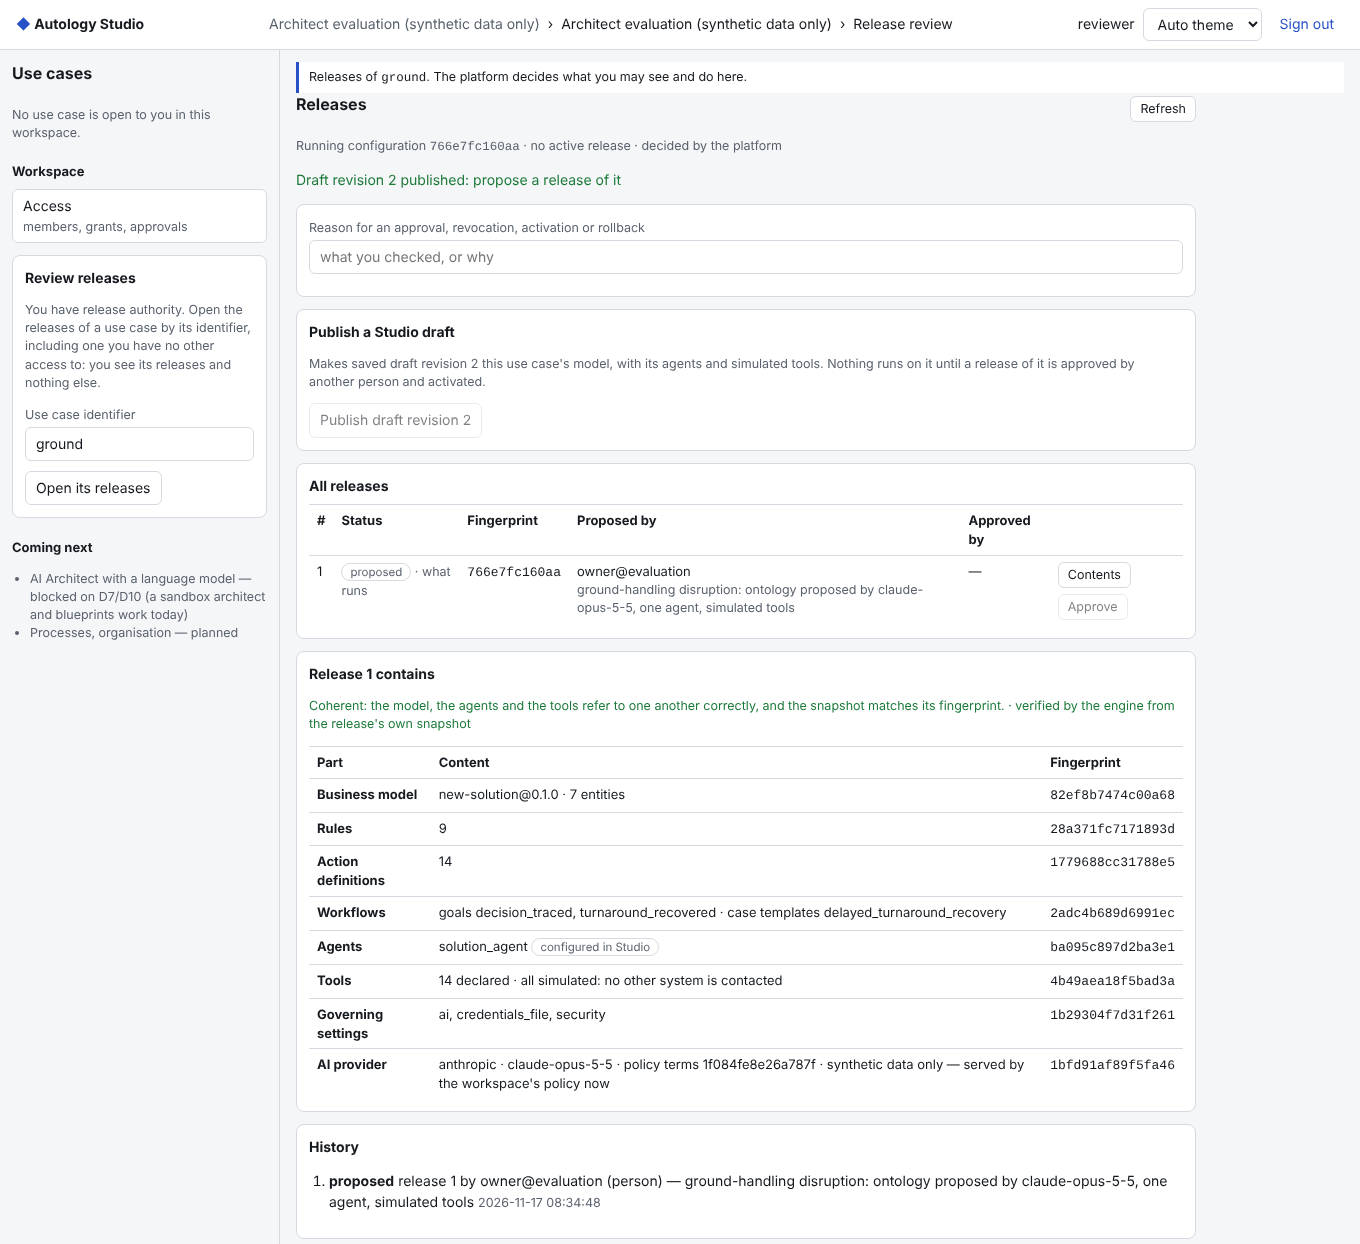 Autology Studio
Architect evaluation (synthetic data only) › Architect evaluation (synthetic data only) › Release review
reviewer
Auto theme
Sign out
Use cases
No use case is open to you in this
workspace.
Workspace
Access
members, grants, approvals
Review releases
You have release authority. Open the
releases of a use case by its identifier,
including one you have no other
access to: you see its releases and
nothing else.
Use case identifier
ground
Open its releases
Coming next
• AI Architect with a language model —
blocked on D7/D10 (a sandbox architect
and blueprints work today)
• Processes, organisation — planned
Releases of ground. The platform decides what you may see and do here.
Releases
Refresh
Running configuration 766e7fc160aa · no active release · decided by the platform
Draft revision 2 published: propose a release of it
Reason for an approval, revocation, activation or rollback
what you checked, or why
Publish a Studio draft
Makes saved draft revision 2 this use case's model, with its agents and simulated tools. Nothing runs on it until a release of it is approved by
another person and activated.
Publish draft revision 2
All releases
# Status Fingerprint Proposed by Approved
by
1 proposed · what 766e7fc160aa owner@evaluation — Contents
runs ground-handling disruption: ontology proposed by claude-
opus-5-5, one agent, simulated tools Approve
Release 1 contains
Coherent: the model, the agents and the tools refer to one another correctly, and the snapshot matches its fingerprint. · verified by the engine from
the release's own snapshot
Part Content Fingerprint
Business model new-solution@0.1.0 · 7 entities 82ef8b7474c00a68
Rules 9 28a371fc7171893d
Action 14 1779688cc31788e5
definitions
Workflows goals decision_traced, turnaround_recovered · case templates delayed_turnaround_recovery 2adc4b689d6991ec
Agents solution_agent configured in Studio ba095c897d2ba3e1
Tools 14 declared · all simulated: no other system is contacted 4b49aea18f5bad3a
Governing ai, credentials_file, security 1b29304f7d31f261
settings
AI provider anthropic · claude-opus-5-5 · policy terms 1f084fe8e26a787f · synthetic data only — served by 1bfd91af89f5fa46
the workspace's policy now
History
1. proposed release 1 by owner@evaluation (person) — ground-handling disruption: ontology proposed by claude-opus-5-5, one
agent, simulated tools 2026-11-17 08:34:48